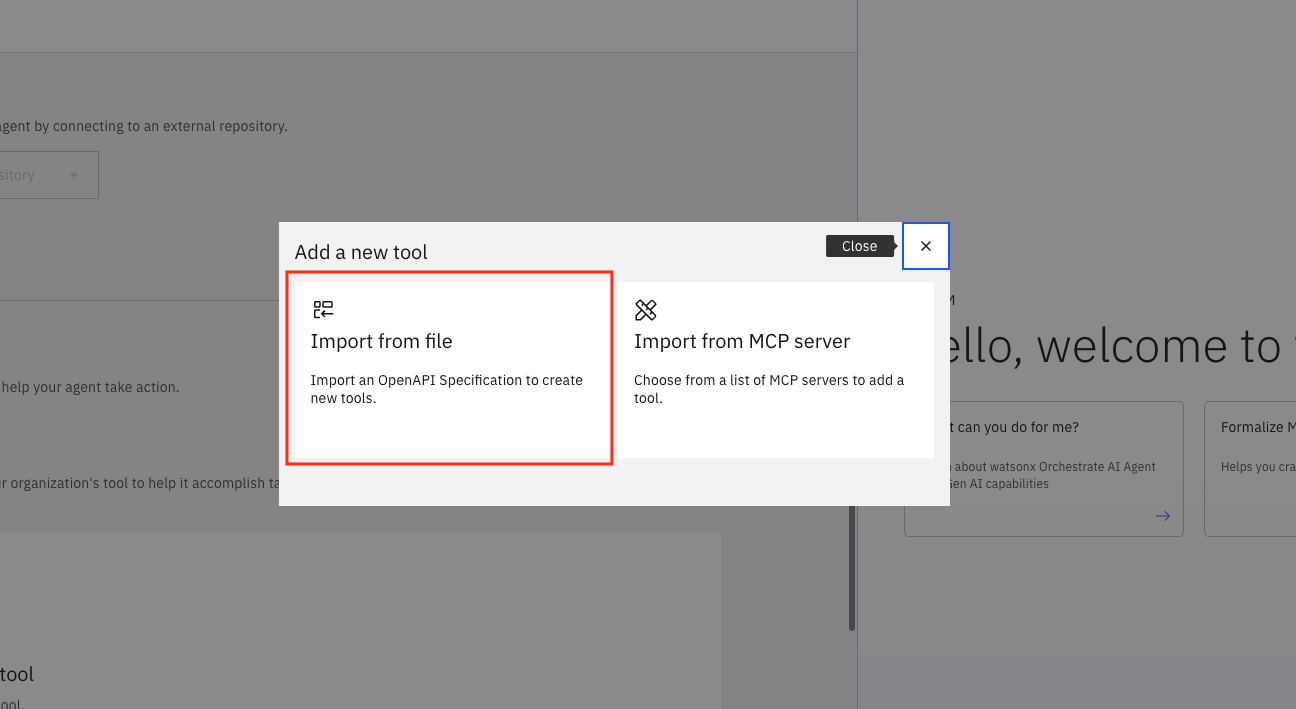 agent by connecting to an external repository.
sitory +
Add a new tool
Close
Import from file
Import an OpenAPI Specification to create
new tools.
Import from MCP server
Choose from a list of MCP servers to add a
tool.
help your agent take action.
r organization's tool to help it accomplish ta
tool
ool.
M
ello, welcome to
t can you do for me?
about watsonx Orchestrate AI Agent
Gen AI capabilities
Formalize M
Helps you cra